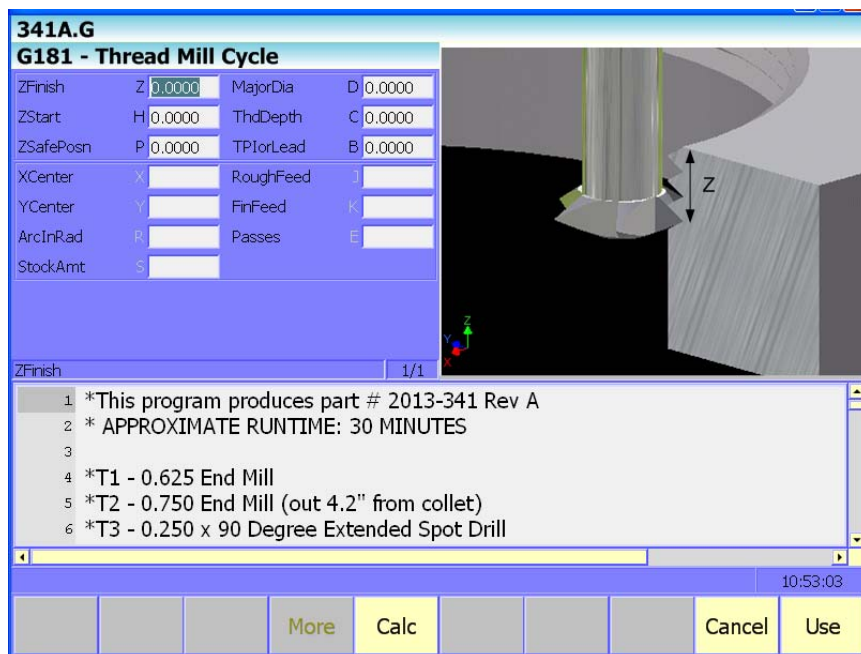 341A.G
G181 - Thread Mill Cycle
ZFinish Z 0.0000 MajorDia D 0.0000
ZStart H 0.0000 ThdDepth C 0.0000
ZSafePosn P 0.0000 TPIorLead B 0.0000
XCenter X RoughFeed J
YCenter Y FinFeed K
ArcInRad R Passes E
StockAmt S
Z
Z
Y
X
ZFinish 1/1
1 *This program produces part # 2013-341 Rev A
2 * APPROXIMATE RUNTIME: 30 MINUTES
3
4 *T1 - 0.625 End Mill
5 *T2 - 0.750 End Mill (out 4.2" from collet)
6 *T3 - 0.250 x 90 Degree Extended Spot Drill
10:53:03
More Calc Cancel Use